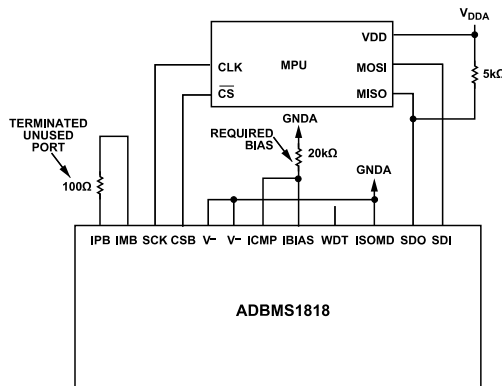 VDDA
VDD
CLK
MPU
MOSI
5kΩ
CS
MISO
TERMINATED
UNUSED
PORT
GNDA
REQUIRED
BIAS
20kΩ
GNDA
100Ω
IPB IMB SCK CSB V– V– ICMP IBIAS WDT ISOMD SDO SDI
ADBMS1818